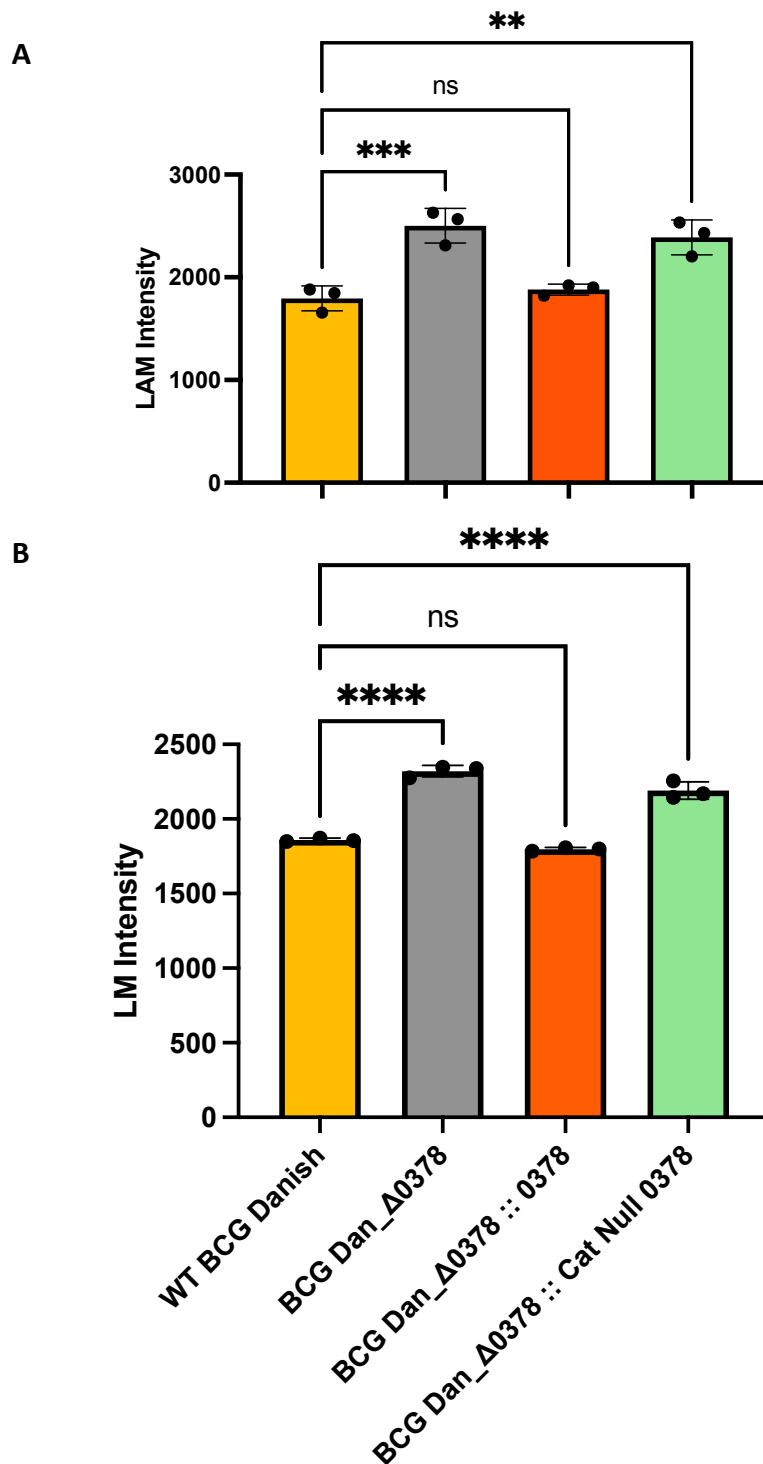 A
**
ns
***
3000
2000
1000
0
LAM Intensity
B
****
ns
****
2500
2000
1500
1000
500
0
LM Intensity
WT BCG Danish
BCG Dan_Δ0378
BCG Dan_Δ0378 :: 0378
BCG Dan_Δ0378 :: Cat Null 0378